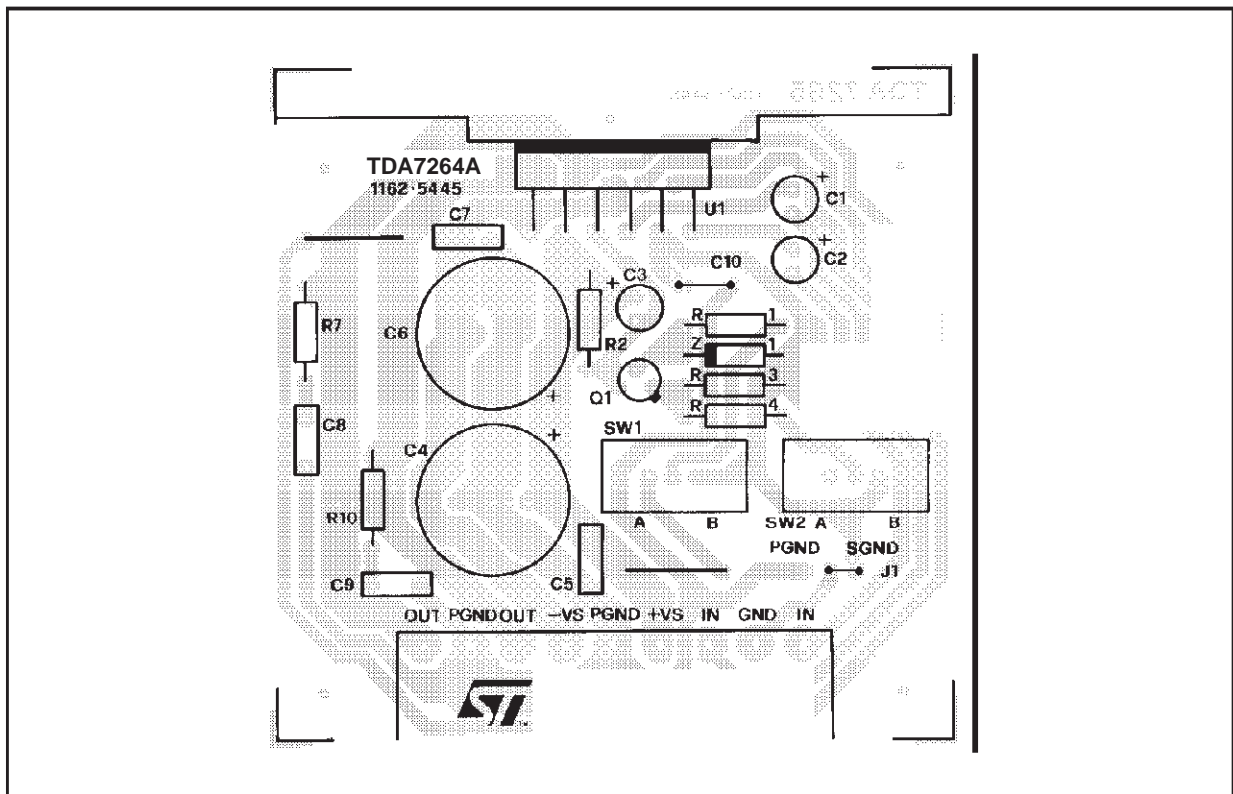 TDA7264A
1162·5445
C7
U1
+
C1
+
C2
C10
+ C3
R7
C6
R2
R 1
Z 1
R 3
R 4
Q1
+
C8
C4
+
SW1
A B
SW2 A B
R10
PGND SGND
J1
C9
C5
OUT PGND OUT -VS PGND +VS IN GND IN
ST